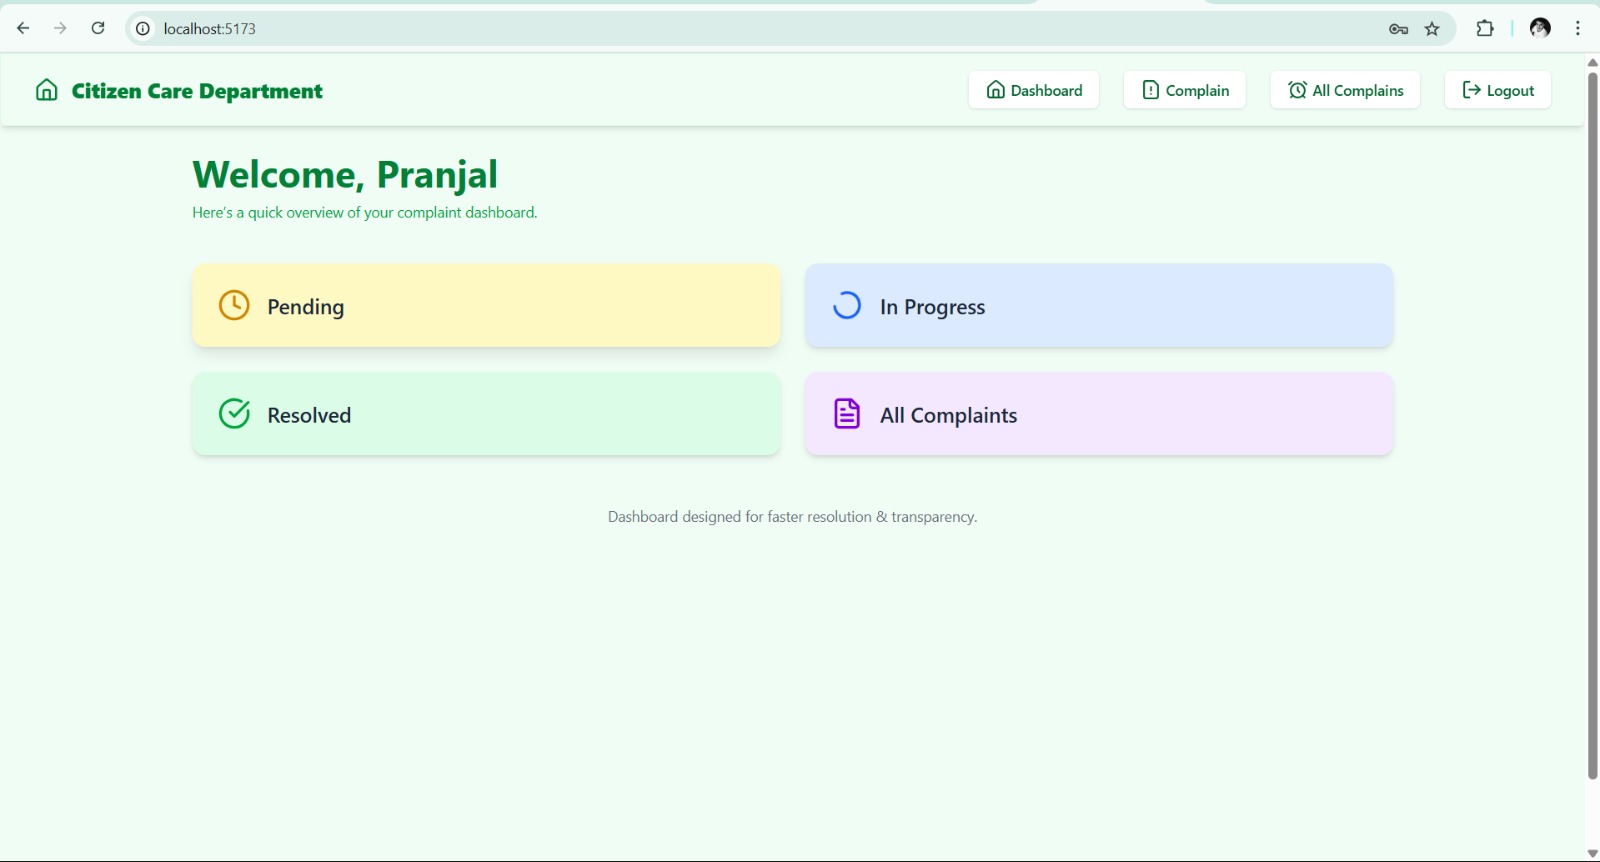 localhost:5173
Citizen Care Department
Dashboard
Complain
All Complains
Logout
Welcome, Pranjal
Here's a quick overview of your complaint dashboard.
Pending
In Progress
Resolved
All Complaints
Dashboard designed for faster resolution & transparency.